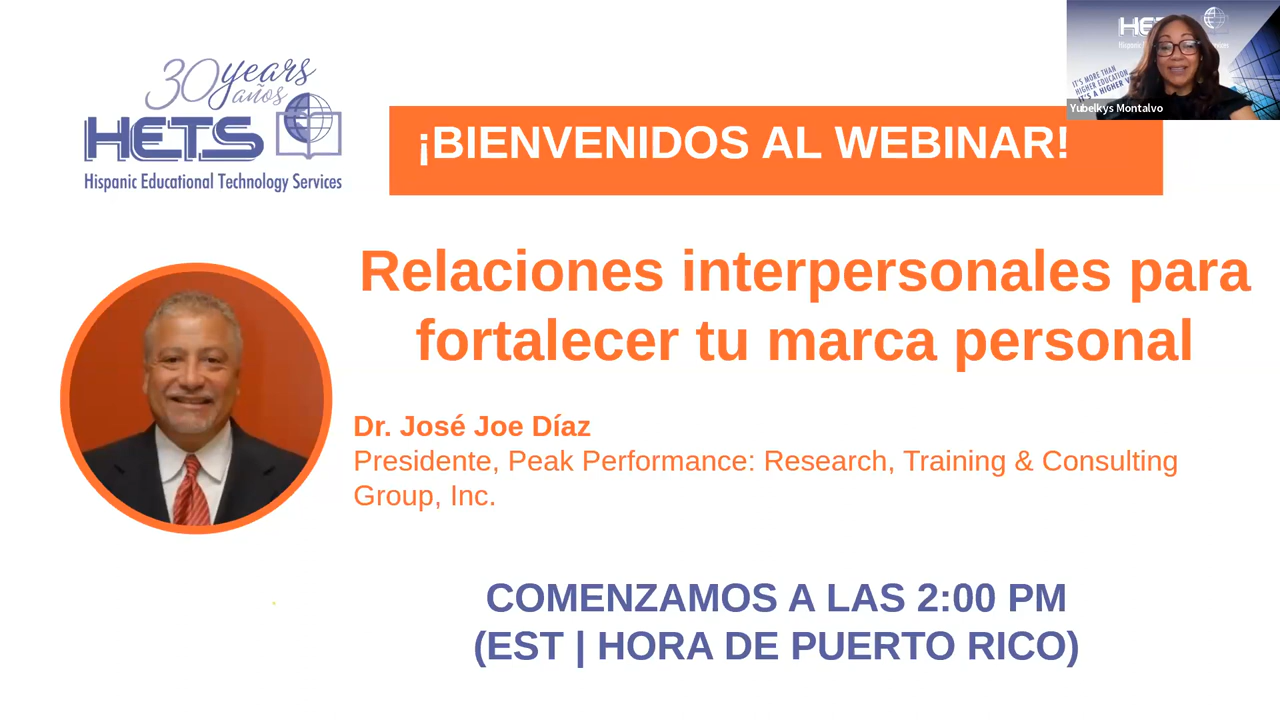 30 years
años
HETS
Hispanic Educational Technology Services
¡BIENVENIDOS AL WEBINAR!
IT'S MORE THAN
HIGHER EDUCATION
Yubelkys Montalvo
Relaciones interpersonales para
fortalecer tu marca personal
Dr. José Joe Díaz
Presidente, Peak Performance: Research, Training & Consulting
Group, Inc.
COMENZAMOS A LAS 2:00 PM
(EST | HORA DE PUERTO RICO)